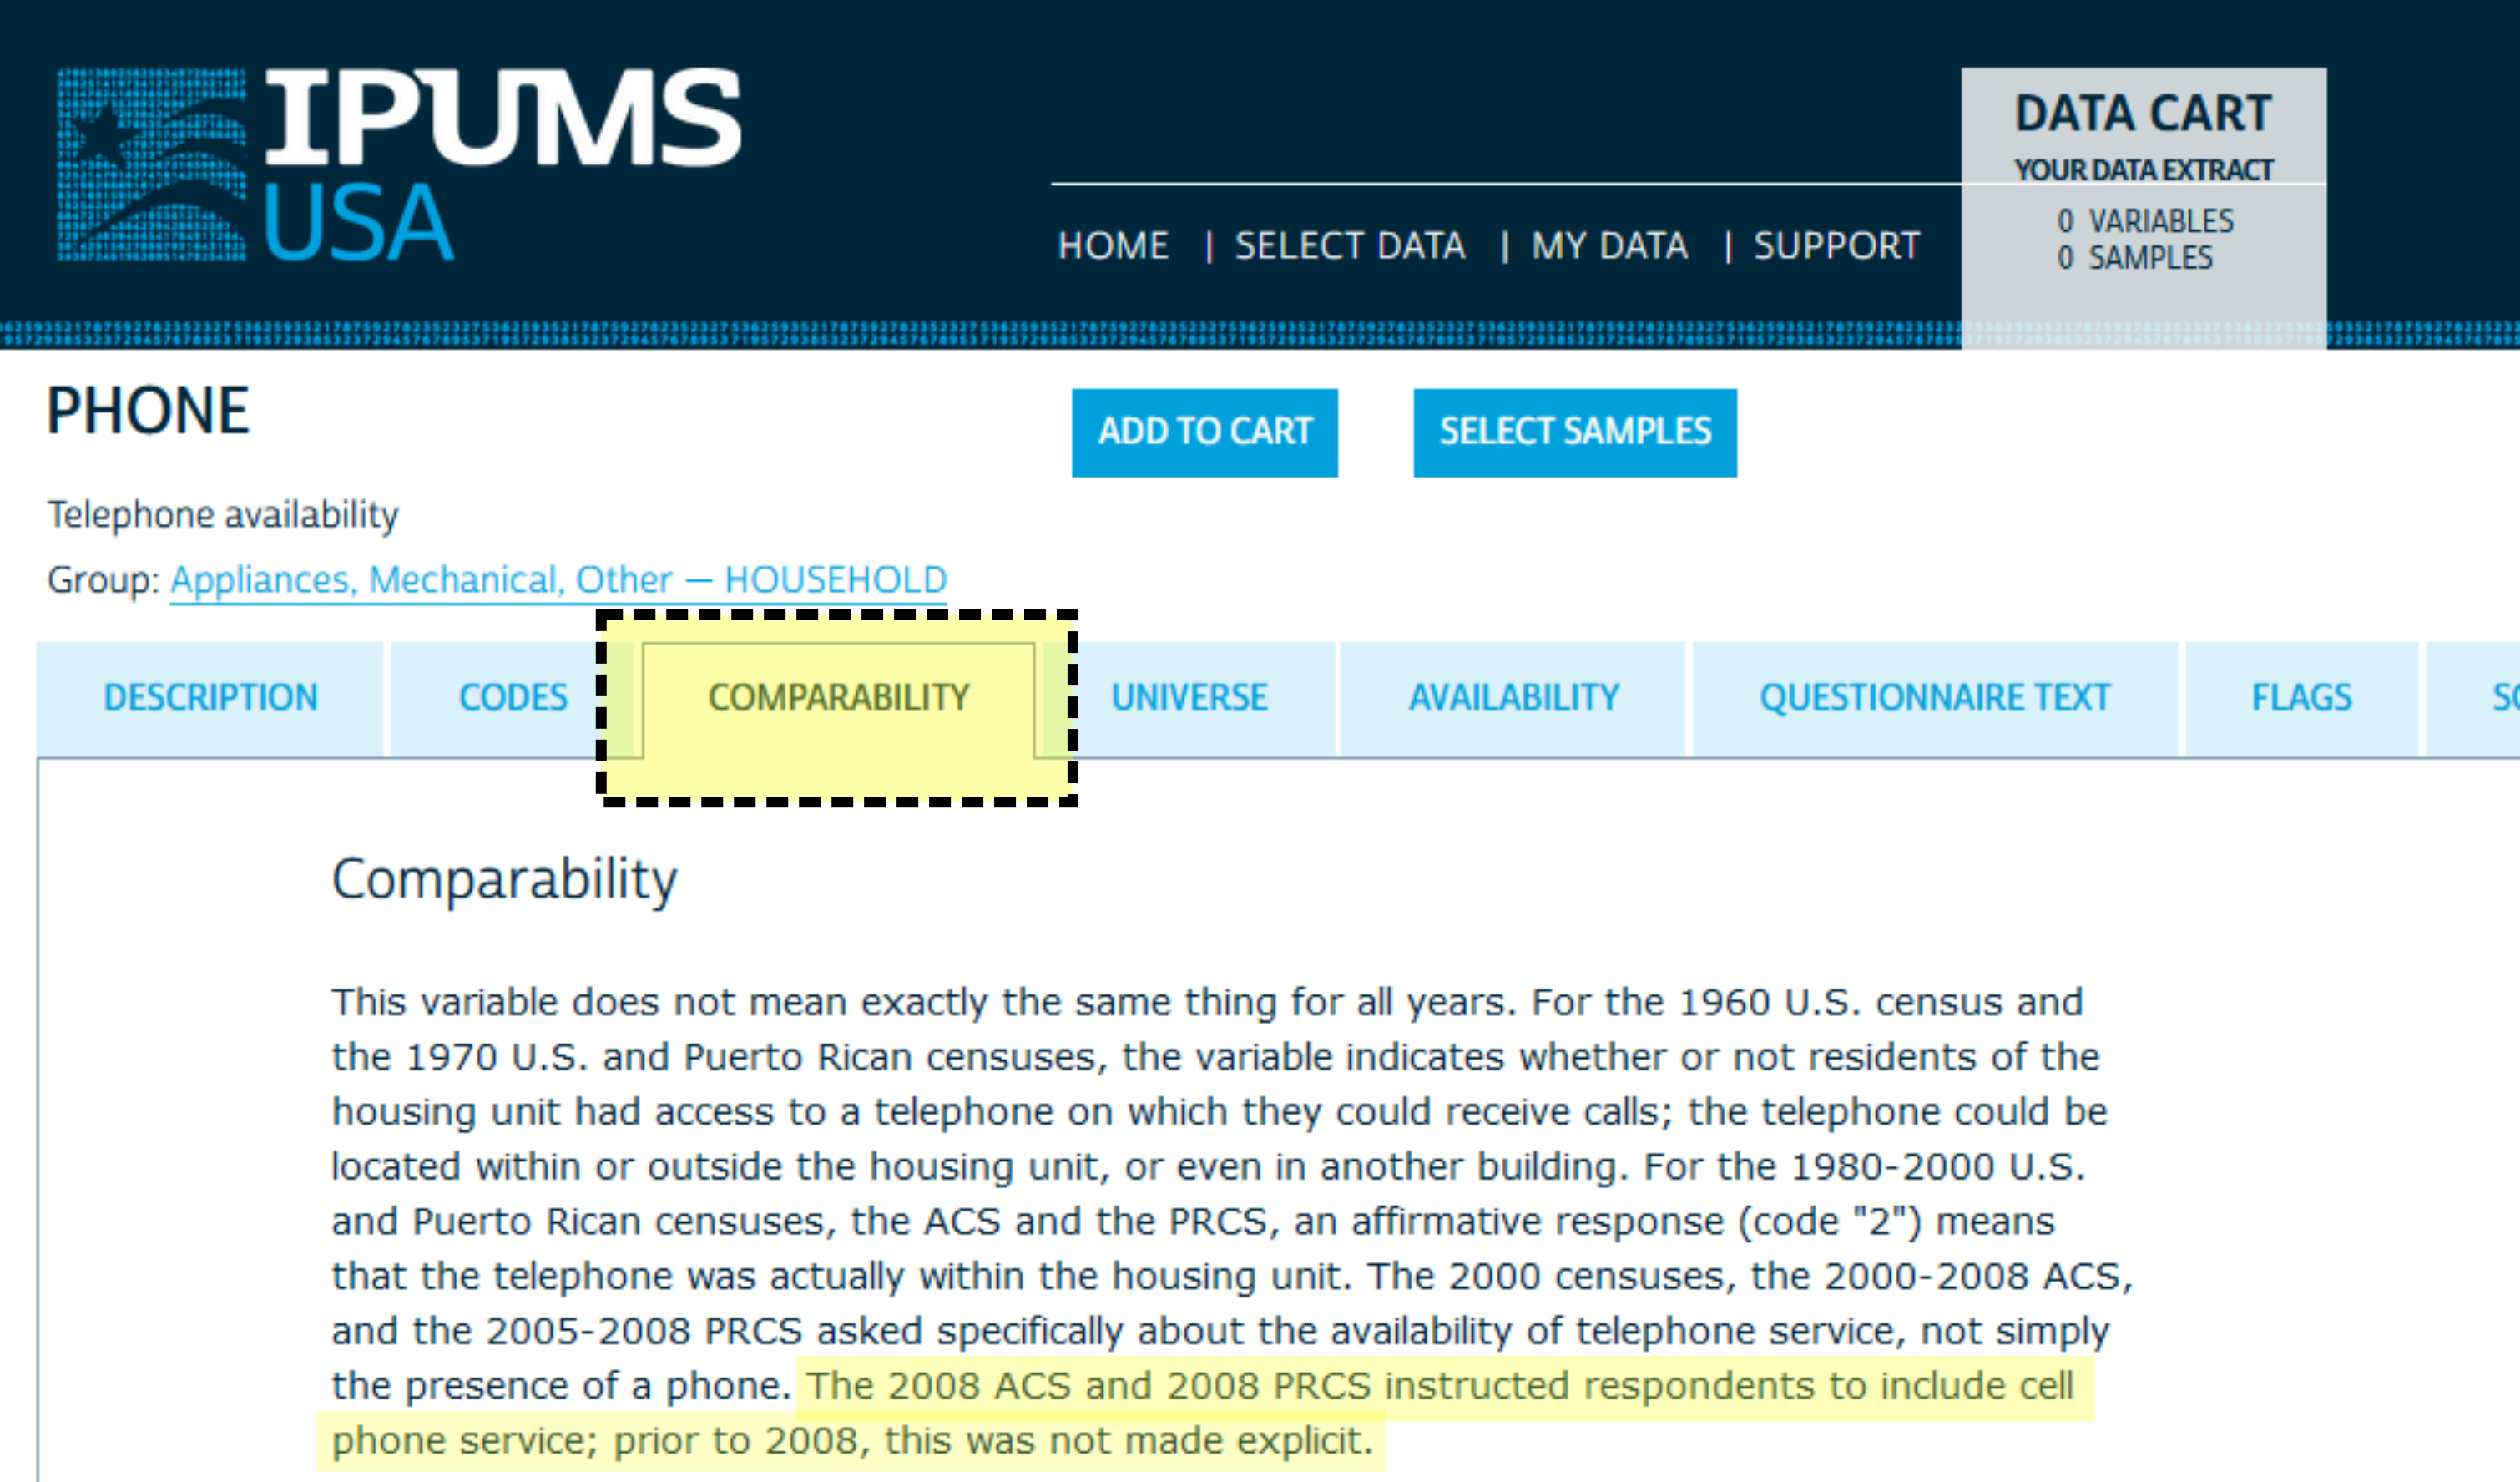 IPUMS
USA
DATA CART
YOUR DATA EXTRACT
0 VARIABLES
0 SAMPLES
HOME | SELECT DATA | MY DATA | SUPPORT
PHONE
ADD TO CART
SELECT SAMPLES
Telephone availability
Group: Appliances, Mechanical, Other — HOUSEHOLD
DESCRIPTION
CODES
COMPARABILITY
UNIVERSE
AVAILABILITY
QUESTIONNAIRE TEXT
FLAGS
Comparability
This variable does not mean exactly the same thing for all years. For the 1960 U.S. census and
the 1970 U.S. and Puerto Rican censuses, the variable indicates whether or not residents of the
housing unit had access to a telephone on which they could receive calls; the telephone could be
located within or outside the housing unit, or even in another building. For the 1980-2000 U.S.
and Puerto Rican censuses, the ACS and the PRCS, an affirmative response (code "2") means
that the telephone was actually within the housing unit. The 2000 censuses, the 2000-2008 ACS,
and the 2005-2008 PRCS asked specifically about the availability of telephone service, not simply
the presence of a phone. The 2008 ACS and 2008 PRCS instructed respondents to include cell
phone service; prior to 2008, this was not made explicit.